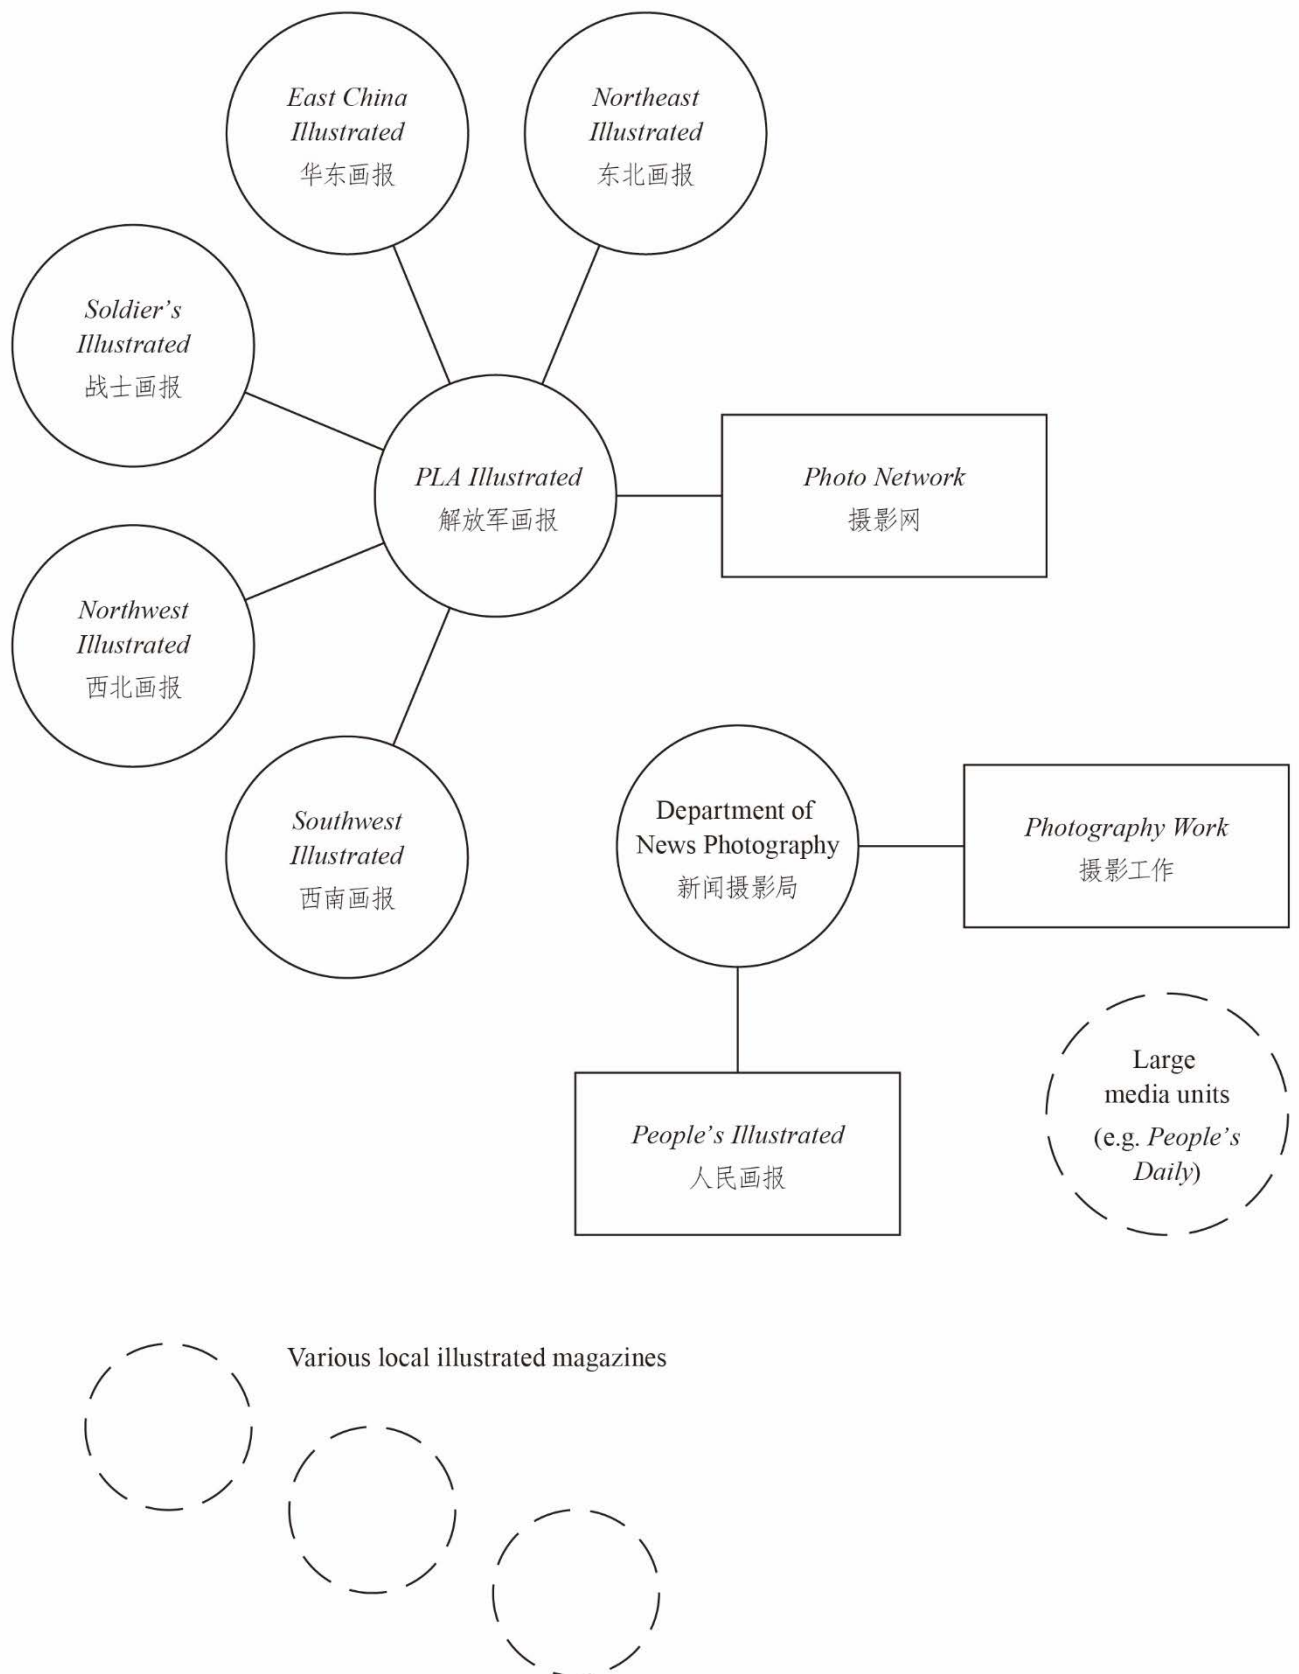 East China
Illustrated
华东画报
Northeast
Illustrated
东北画报
Soldier's
Illustrated
战士画报
PLA Illustrated
解放军画报
Photo Network
摄影网
Northwest
Illustrated
西北画报
Southwest
Illustrated
西南画报
Department of
News Photography
新闻摄影局
Photography Work
摄影工作
People's Illustrated
人民画报
Large
media units
(e.g. People's
Daily)
Various local illustrated magazines